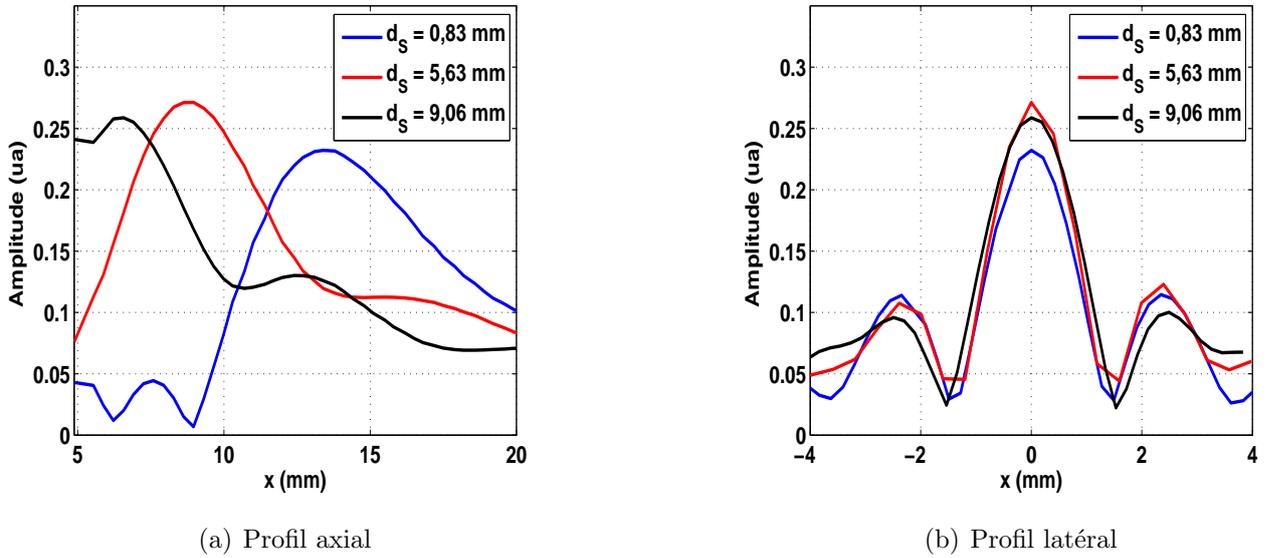 d_S = 0,83 mm
d_S = 5,63 mm
d_S = 9,06 mm
Amplitude (ua)
0.3
0.25
0.2
0.15
0.1
0.05
0
5 10 15 20
x (mm)
(a) Profil axial
d_S = 0,83 mm
d_S = 5,63 mm
d_S = 9,06 mm
Amplitude (ua)
0.3
0.25
0.2
0.15
0.1
0.05
0
−4 −2 0 2 4
x (mm)
(b) Profil latéral